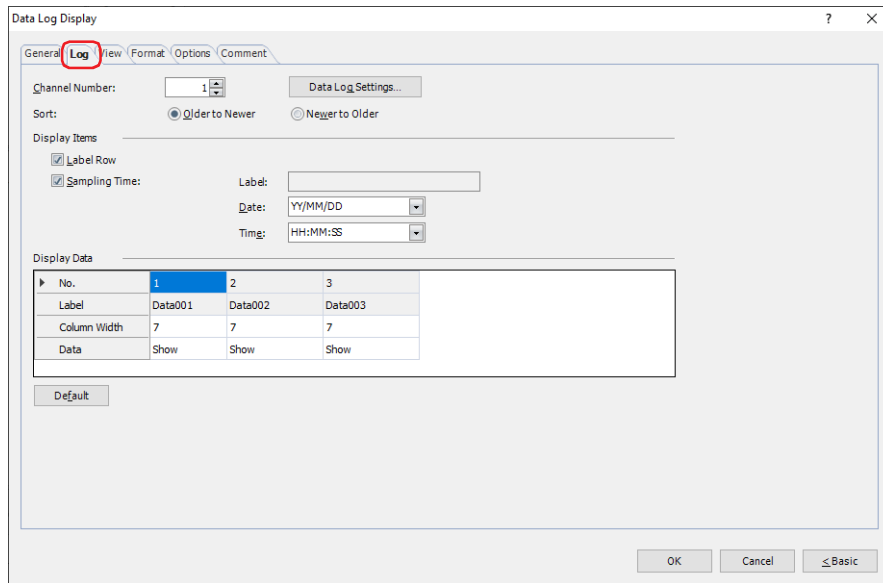 Data Log Display ?
General Log View Format Options Comment
Channel Number: 1 Data Log Settings...
Sort: Older to Newer Newer to Older
Display Items
Label Row
Sampling Time: Label:
Date: YY/MM/DD
Time: HH:MM:SS
Display Data
No. 1 2 3
Label Data001 Data002 Data003
Column Width 7 7 7
Data Show Show Show
Default
OK Cancel < Basic